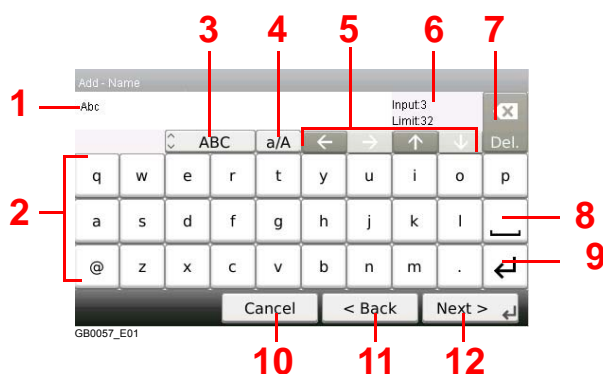 3 4 5 6 7
Add - Name
1 Abc Input:3
Limit:32
ABC a/A ← → ↑ ↓ Del.
q w e r t y u i o p
2 a s d f g h j k l 8
@ z x c v b n m . 9
Cancel < Back Next >
GB0057_E01
10 11 12